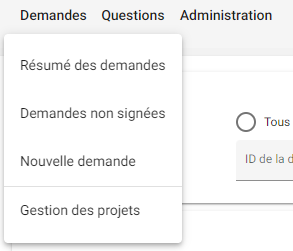 Demandes Questions Administration
Résumé des demandes
Demandes non signées
Nouvelle demande
Gestion des projets
Tous
ID de la d